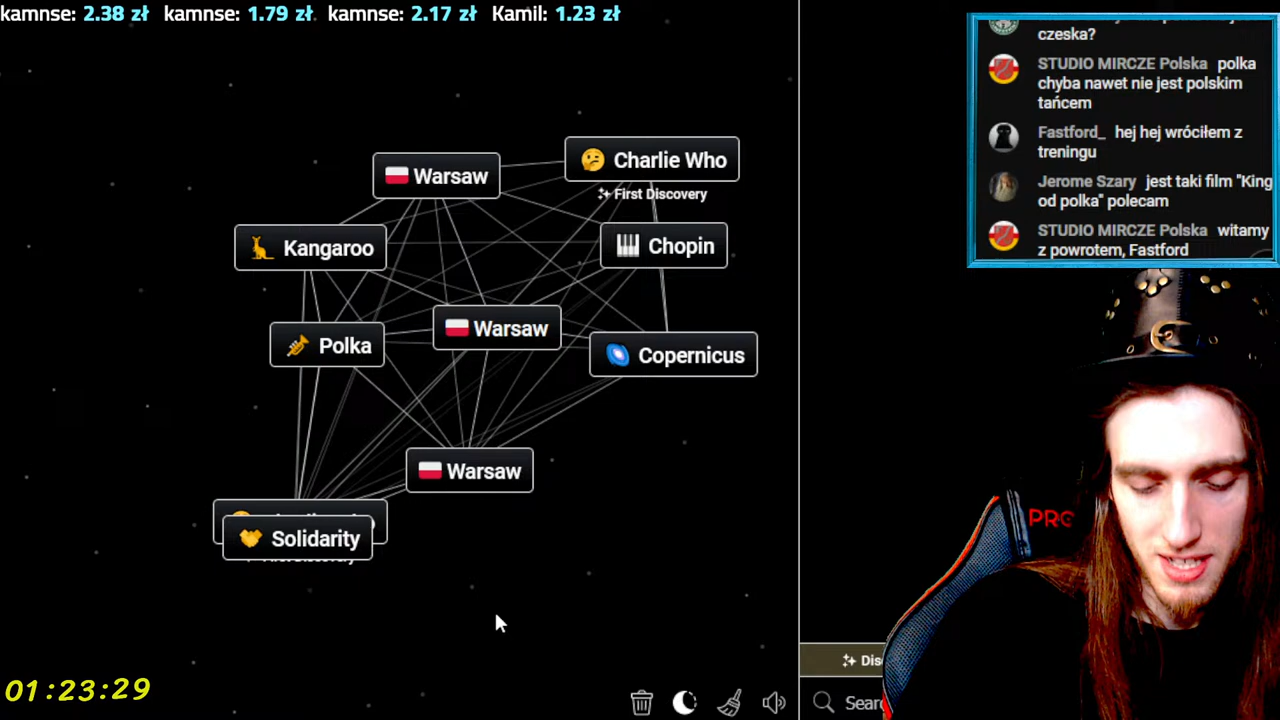 kamnse: 2.38 zł kamnse: 1.79 zł kamnse: 2.17 zł Kamil: 1.23 zł
czeska?
STUDIO MIRCZE Polska polka
chyba nawet nie jest polskim
tańcem
Fastford_ hej hej wróciłem z
treningu
Jerome Szary jest taki film "King
od polka" polecam
STUDIO MIRCZE Polska witamy
z powrotem, Fastford
Warsaw
Charlie Who
First Discovery
Kangaroo
Chopin
Polka
Warsaw
Copernicus
Warsaw
Solidarity
PRO
01:23:29
Disc
Sear